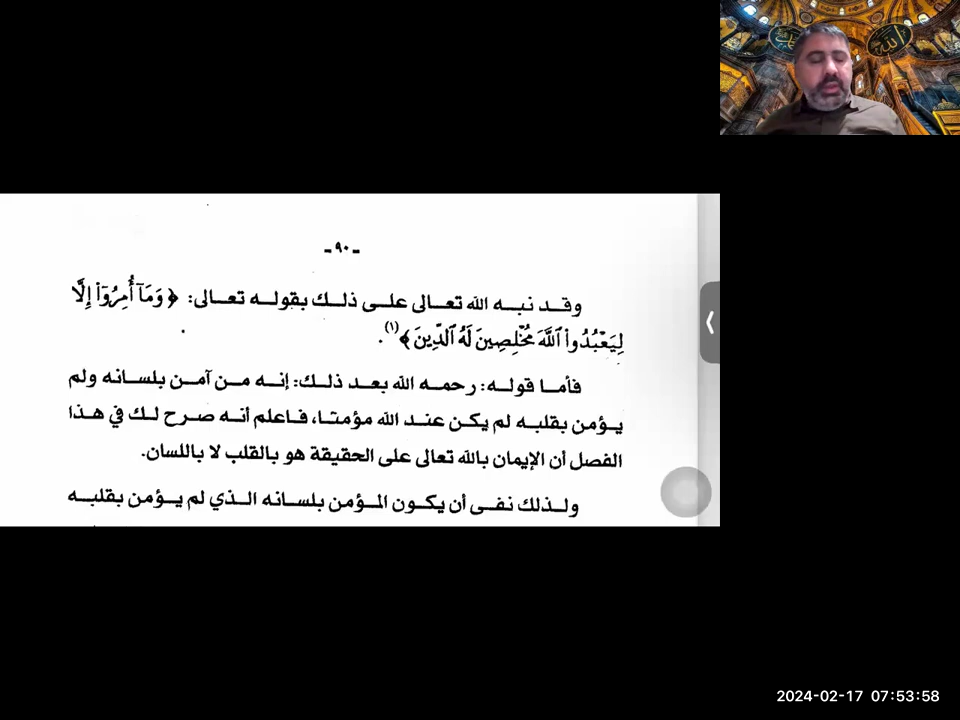 - ٩٠ -
وقد نبه الله تعالى على ذلك بقوله تعالى: ﴿ وَمَآ أُمِرُوٓا۟ إِلَّا
لِيَعْبُدُوا۟ ٱللَّهَ مُخْلِصِينَ لَهُ ٱلدِّينَ ﴾(١).
فأما قوله: رحمه الله بعد ذلك: إنه من آمن بلسانه ولم
يؤمن بقلبه لم يكن عند الله مؤمنا، فاعلم أنه صرح لك في هذا
الفصل أن الإيمان بالله تعالى على الحقيقة هو بالقلب لا باللسان.
ولذلك نفى أن يكون المؤمن بلسانه الذي لم يؤمن بقلبه
الله
2024-02-17 07:53:58